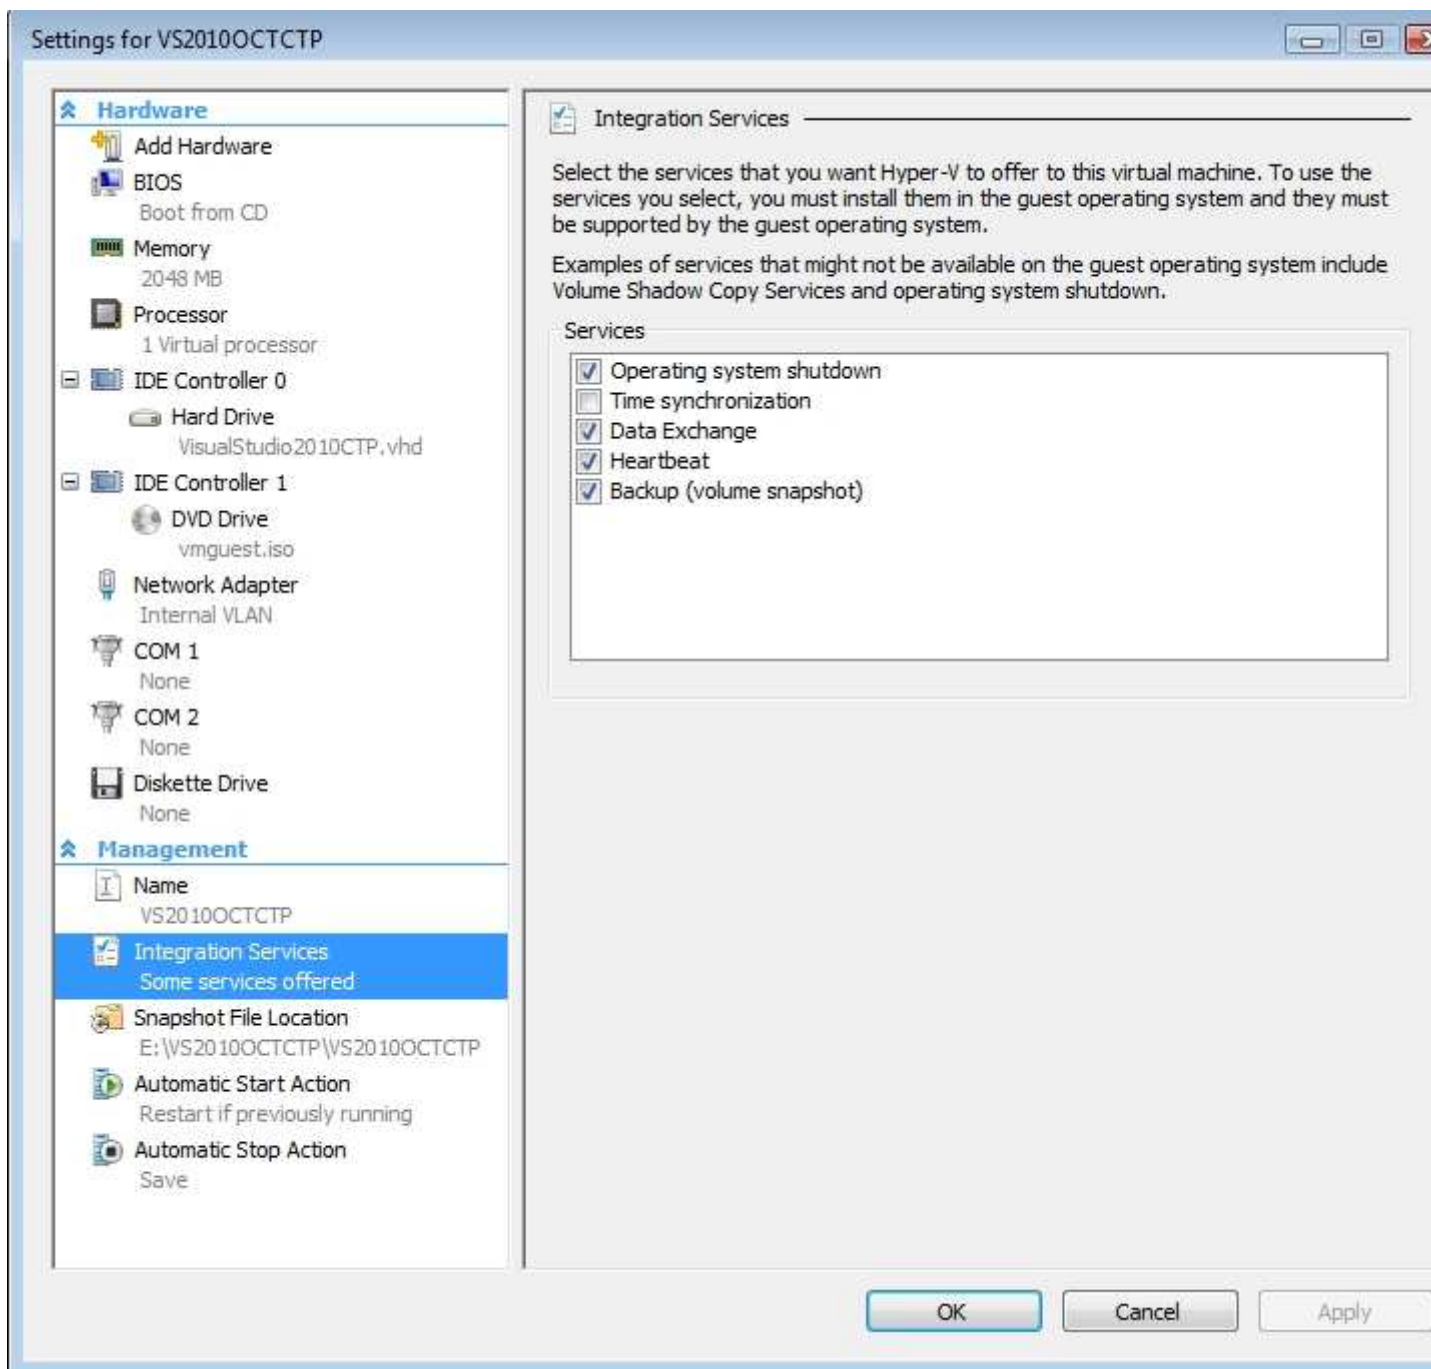 Settings for VS2010OCTCTP
Hardware
Add Hardware
BIOS
Boot from CD
Memory
2048 MB
Processor
1 Virtual processor
IDE Controller 0
Hard Drive
VisualStudio2010CTP.vhd
IDE Controller 1
DVD Drive
vmguest.iso
Network Adapter
Internal VLAN
COM 1
None
COM 2
None
Diskette Drive
None
Management
Name
VS2010OCTCTP
Integration Services
Some services offered
Snapshot File Location
E:\VS2010OCTCTP\VS2010OCTCTP
Automatic Start Action
Restart if previously running
Automatic Stop Action
Save
Integration Services
Select the services that you want Hyper-V to offer to this virtual machine. To use the
services you select, you must install them in the guest operating system and they must
be supported by the guest operating system.
Examples of services that might not be available on the guest operating system include
Volume Shadow Copy Services and operating system shutdown.
Services
Operating system shutdown
Time synchronization
Data Exchange
Heartbeat
Backup (volume snapshot)
OK
Cancel
Apply